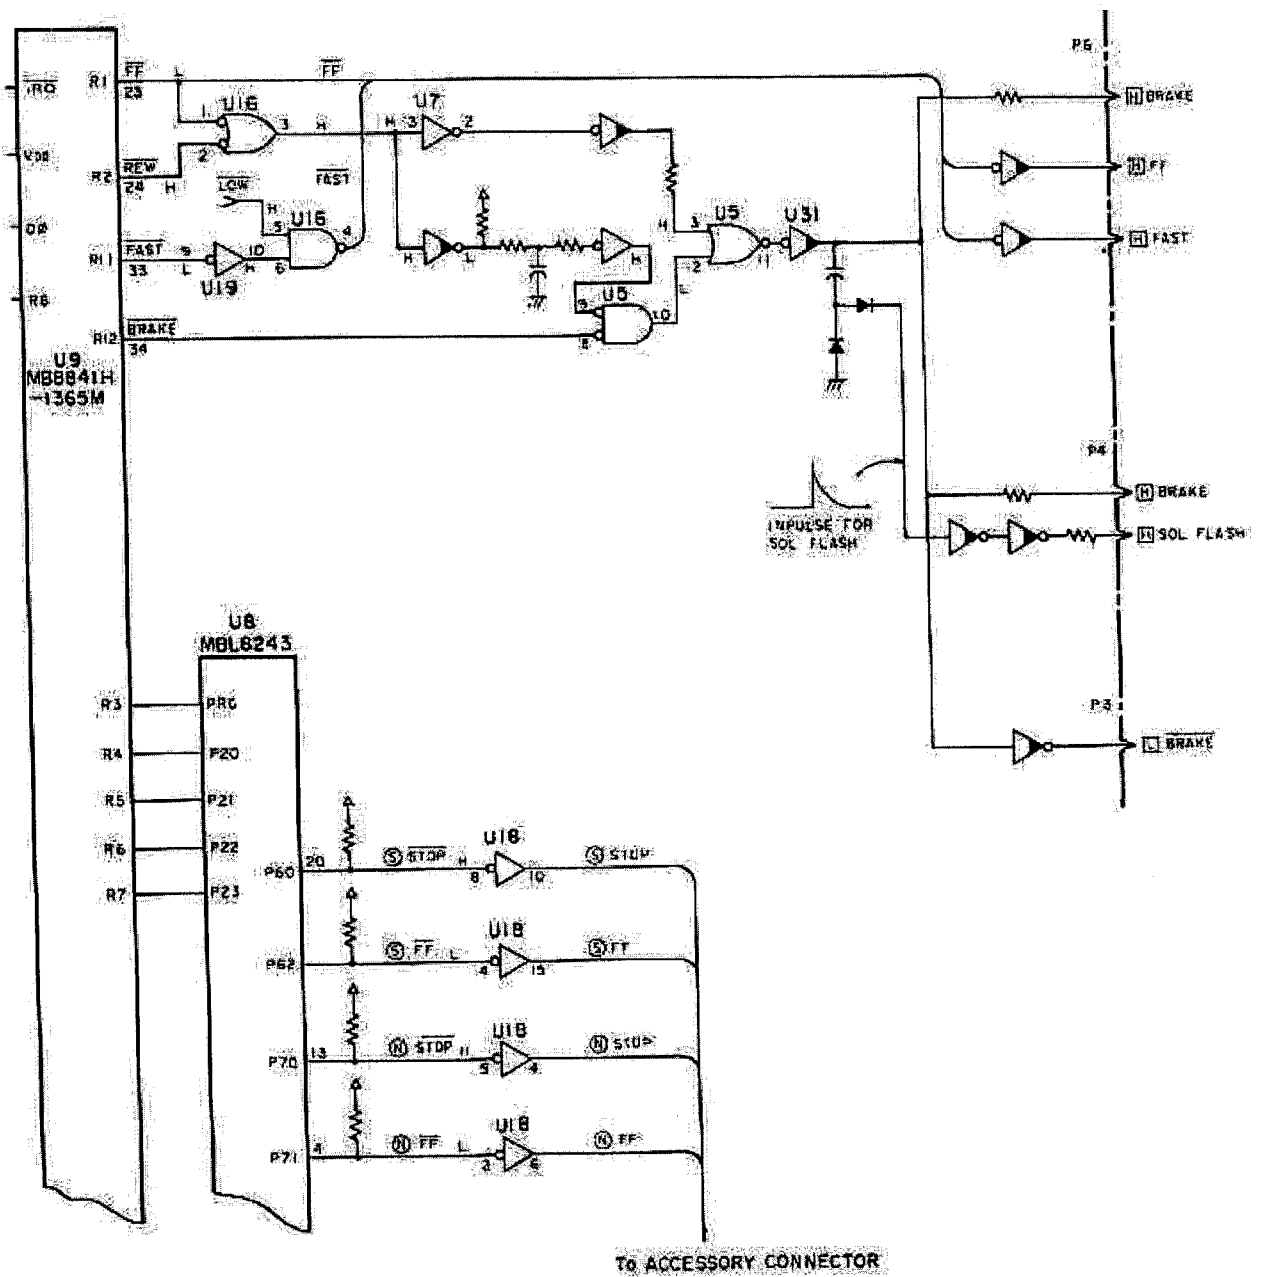 P6
IRQ
R1
FF
L
23
FF
H BRAKE
1
U16
3
H
H
3
U7
2
2
VDD
R2
REW
24
H
LOW
FAST
H FF
H
5
U16
4
H
3
U5
U31
11
H FAST
R11
FAST
33
9
L
10
H
6
U19
H
L
H
2
R8
9
U5
10
8
R12
BRAKE
34
U9
MB8841H
-1365M
P4
H BRAKE
INPULSE FOR
SOL FLASH
H SOL FLASH
U8
MBL8243
R3
PR6
P3
L BRAKE
R4
P20
R5
P21
R6
P22
R7
P23
P60
20
S STOP
H
8
U18
10
S STOP
P62
S FF
L
4
U18
15
S FF
P70
13
N STOP
H
5
U18
4
N STOP
P71
4
N FF
L
2
U18
6
N FF
To ACCESSORY CONNECTOR